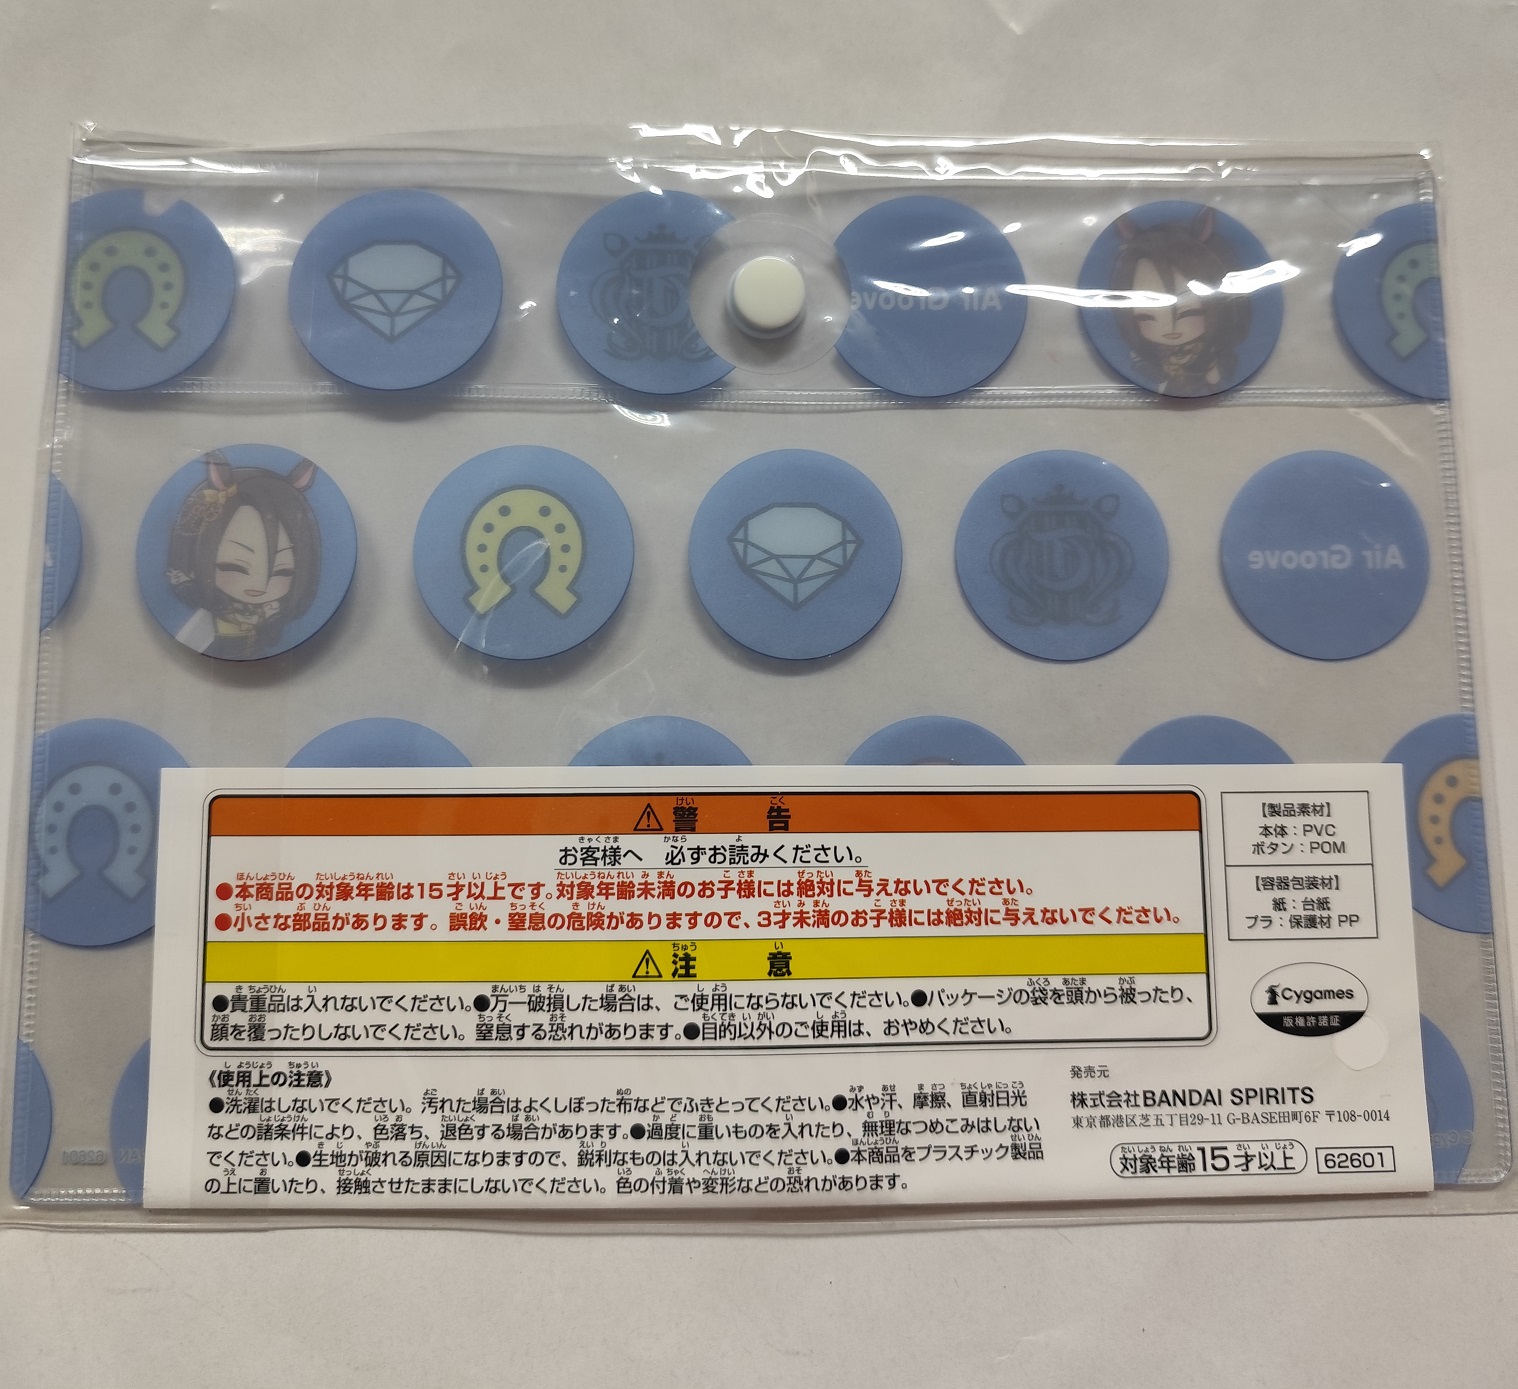 Air Groove
Air Groove
警告
お客様へ 必ずお読みください。
●本商品の対象年齢は15才以上です。対象年齢未満のお子様には絶対に与えないでください。
●小さな部品があります。誤飲・窒息の危険がありますので、3才未満のお子様には絶対に与えないでください。
注意
●貴重品は入れないでください。●万一破損した場合は、ご使用にならないでください。●パッケージの袋を頭から被ったり、
顔を覆ったりしないでください。窒息する恐れがあります。●目的以外のご使用は、おやめください。
《使用上の注意》
●洗濯はしないでください。汚れた場合はよくしぼった布などでふきとってください。●水や汗、摩擦、直射日光
などの諸条件により、色落ち、退色する場合があります。●過度に重いものを入れたり、無理なつめこみはしない
でください。●生地が破れる原因になりますので、鋭利なものは入れないでください。●本商品をプラスチック製品
の上に置いたり、接触させたままにしないでください。色の付着や変形などの恐れがあります。
【製品素材】
本体:PVC
ボタン:POM
【容器包装材】
紙:台紙
プラ:保護材 PP
Cygames
版権許諾証
発売元
株式会社BANDAI SPIRITS
東京都港区芝五丁目29-11 G-BASE田町6F 〒108-0014
対象年齢15才以上
62601